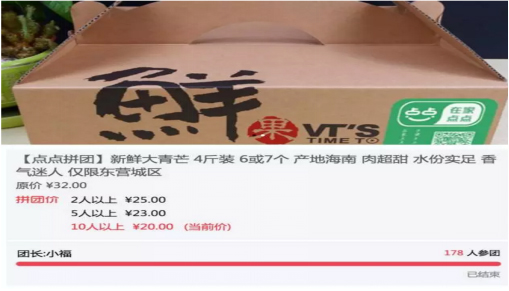 鮮
果 VT'S
TIME TO
在家
点点
【点点拼团】新鲜大青芒 4斤装 6或7个 产地海南 肉超甜 水份实足 香
气迷人 仅限东营城区
原价 ¥32.00
拼团价 2人以上 ¥25.00
5人以上 ¥23.00
10人以上 ¥20.00 (当前价)
团长:小福 178 人参团
已结束